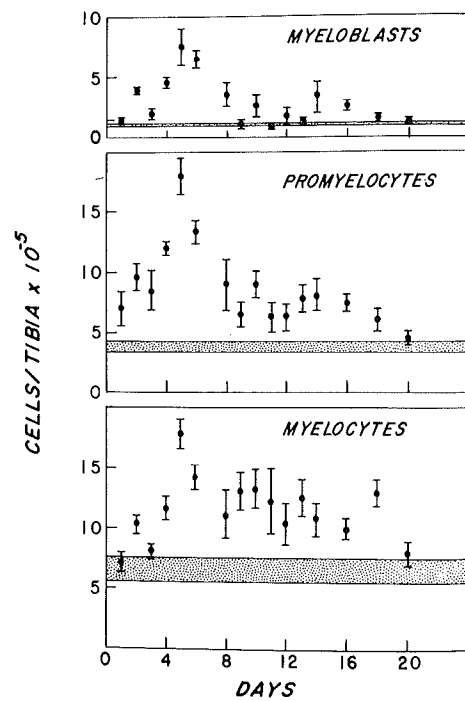 MYELOBLASTS
10
5
0
PROMYELOCYTES
15
10
5
0
MYELOCYTES
15
10
5
0 4 8 12 16 20
DAYS
CELLS/TIBIA x 10⁻⁵